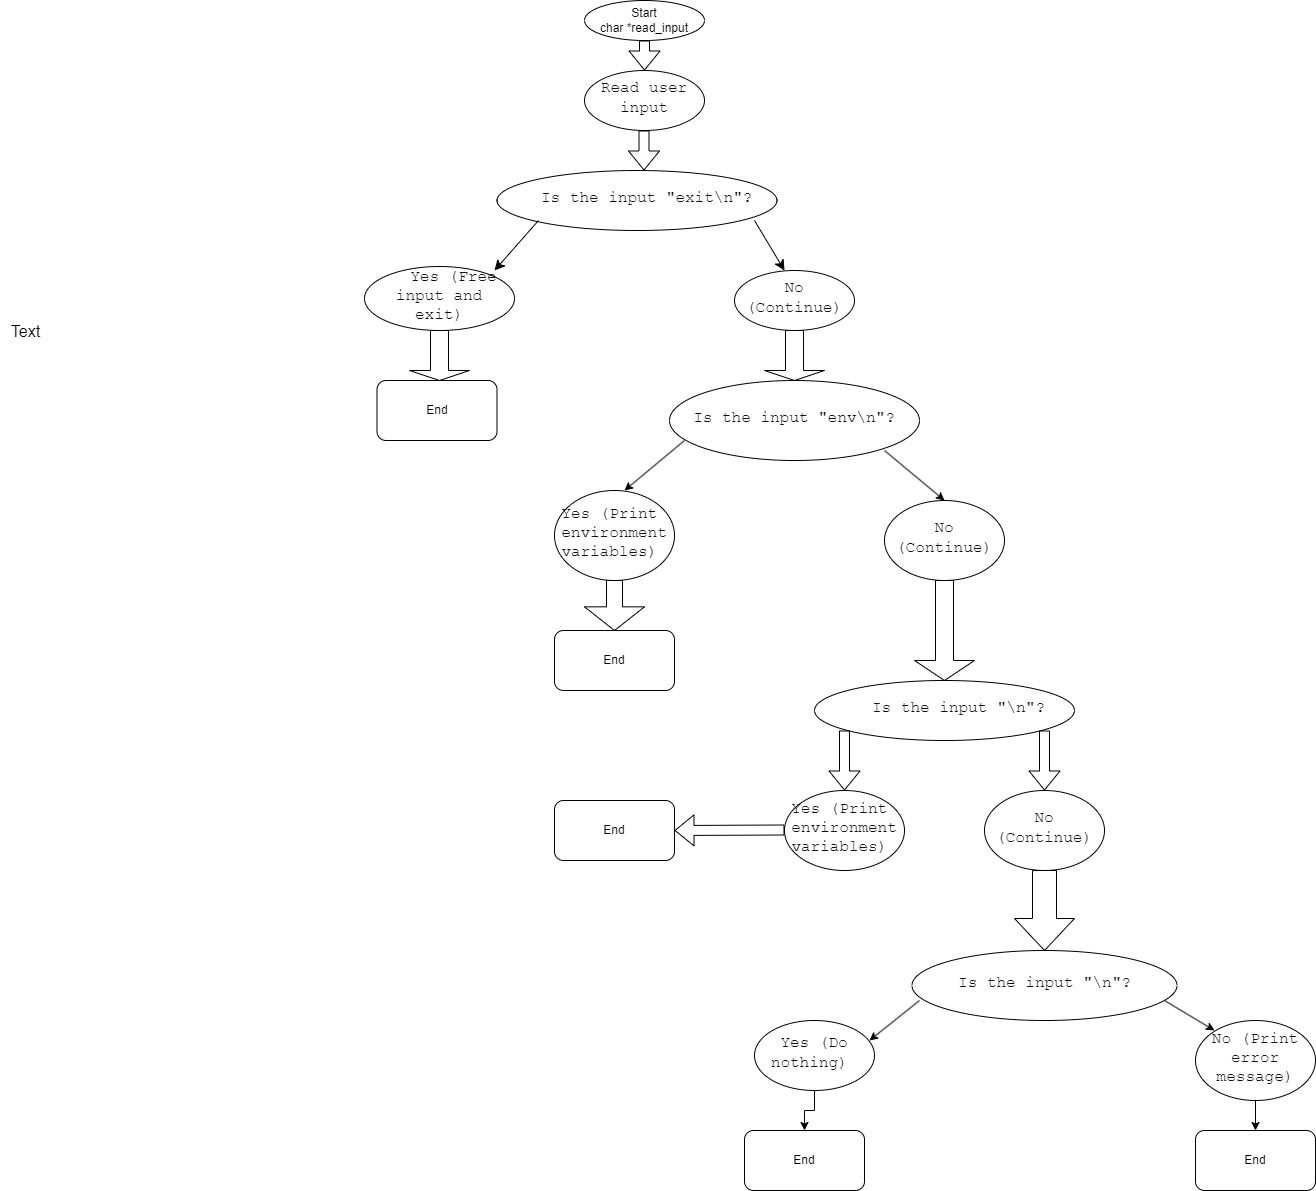 Start
char *read_input
Read user
input
Is the input "exit\n"?
Yes (Free
input and
exit)
No
(Continue)
Text
End
Is the input "env\n"?
Yes (Print
environment
variables)
No
(Continue)
End
Is the input "\n"?
End
Yes (Print
environment
variables)
No
(Continue)
Is the input "\n"?
Yes (Do
nothing)
No (Print
error
message)
End
End